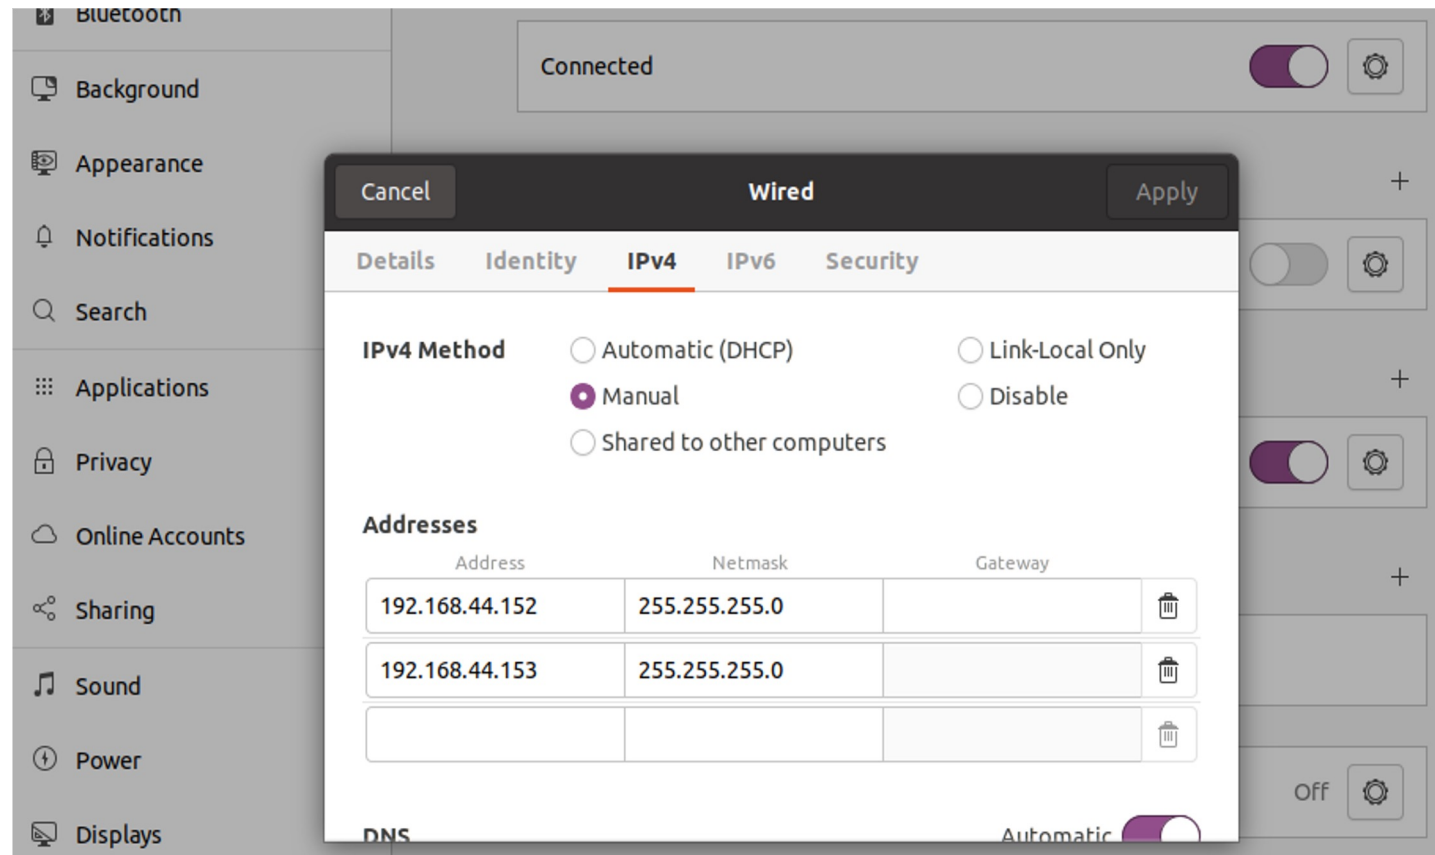 Bluetooth
Background
Appearance
Notifications
Search
Applications
Privacy
Online Accounts
Sharing
Sound
Power
Displays
Connected
Cancel
Wired
Apply
Details Identity IPv4 IPv6 Security
IPv4 Method
Automatic (DHCP)
Link-Local Only
Manual
Disable
Shared to other computers
Addresses
Address Netmask Gateway
192.168.44.152 255.255.255.0
192.168.44.153 255.255.255.0
DNS
Automatic
Off